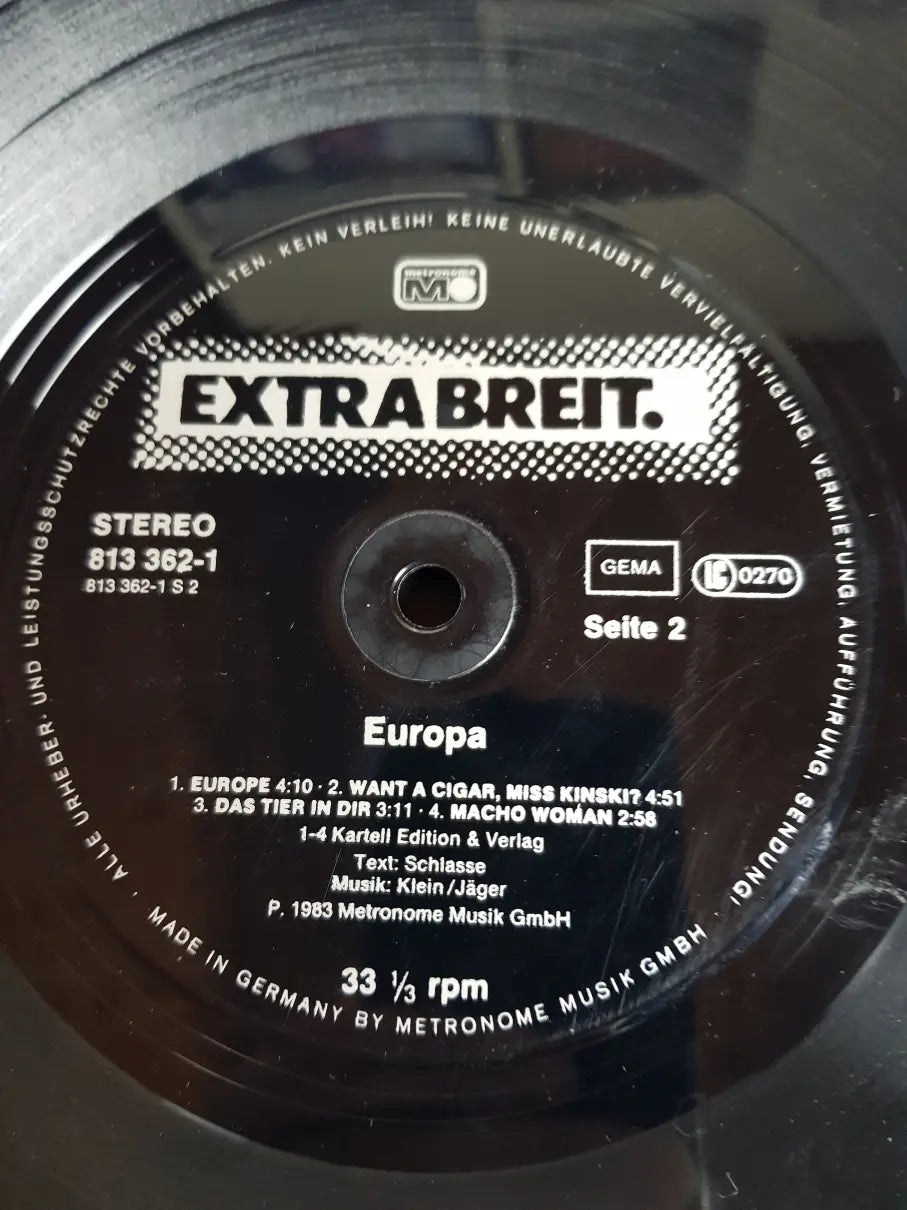 ALLE URHEBER- UND LEISTUNGSSCHUTZRECHTE VORBEHALTEN. KEIN VERLEIH! KEINE UNERLAUBTE VERVIELFÄLTIGUNG, VERMIETUNG, AUFFÜHRUNG, SENDUNG!
metronome
M
EXTRABREIT.
STEREO
813 362-1
813 362-1 S 2
GEMA
LC 0270
Seite 2
Europa
1. EUROPE 4:10 · 2. WANT A CIGAR, MISS KINSKI? 4:51
3. DAS TIER IN DIR 3:11 · 4. MACHO WOMAN 2:58
1-4 Kartell Edition & Verlag
Text: Schlasse
Musik: Klein/Jäger
P. 1983 Metronome Musik GmbH
33 ⅓ rpm
MADE IN GERMANY BY METRONOME MUSIK GMBH